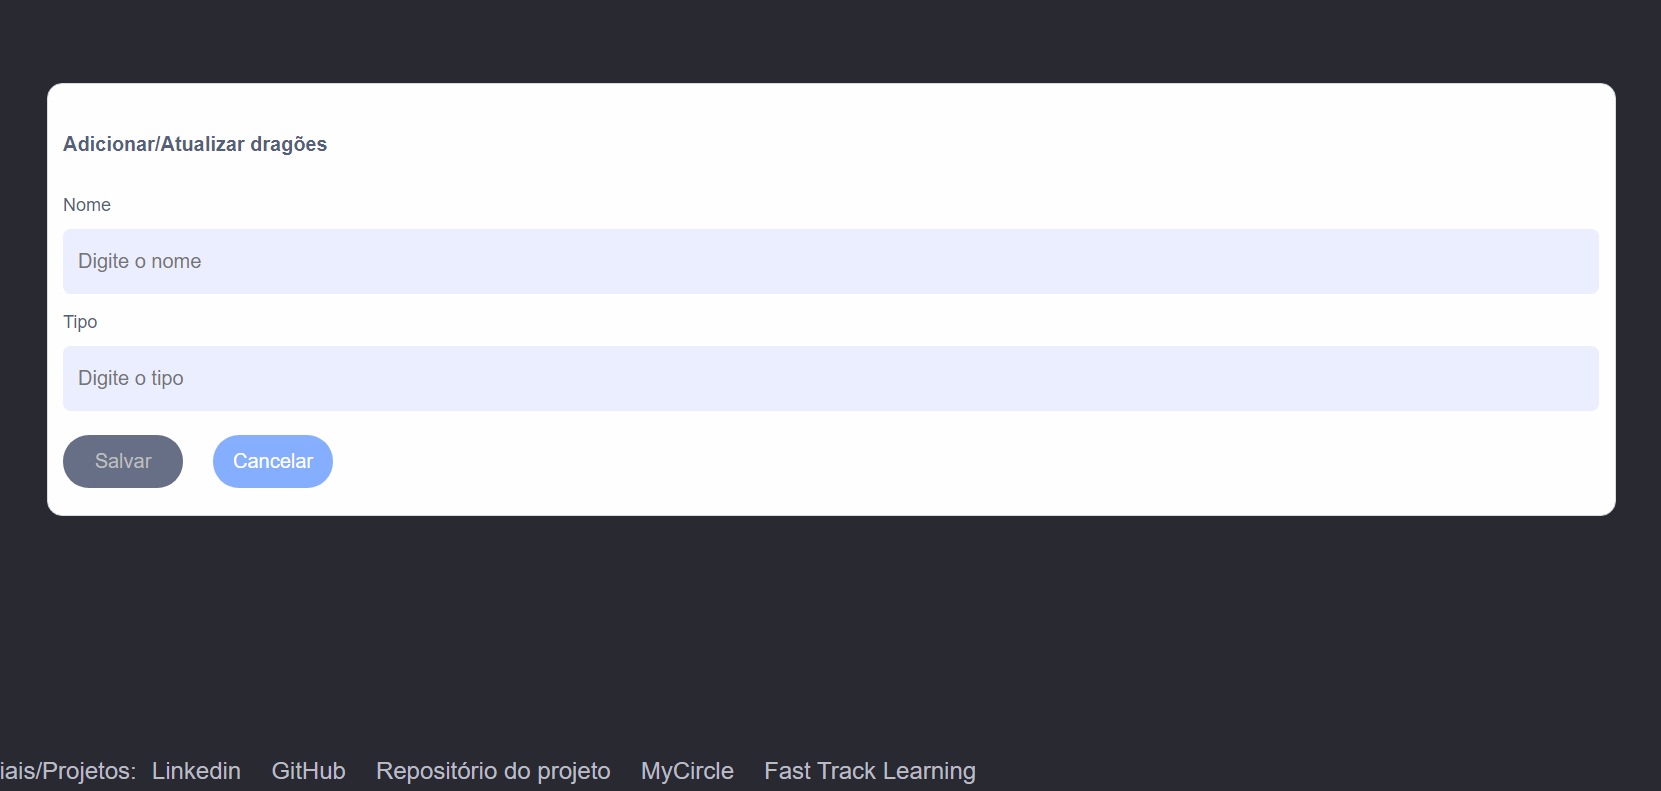 Adicionar/Atualizar dragões
Nome
Digite o nome
Tipo
Digite o tipo
Salvar Cancelar
iais/Projetos: Linkedin GitHub Repositório do projeto MyCircle Fast Track Learning